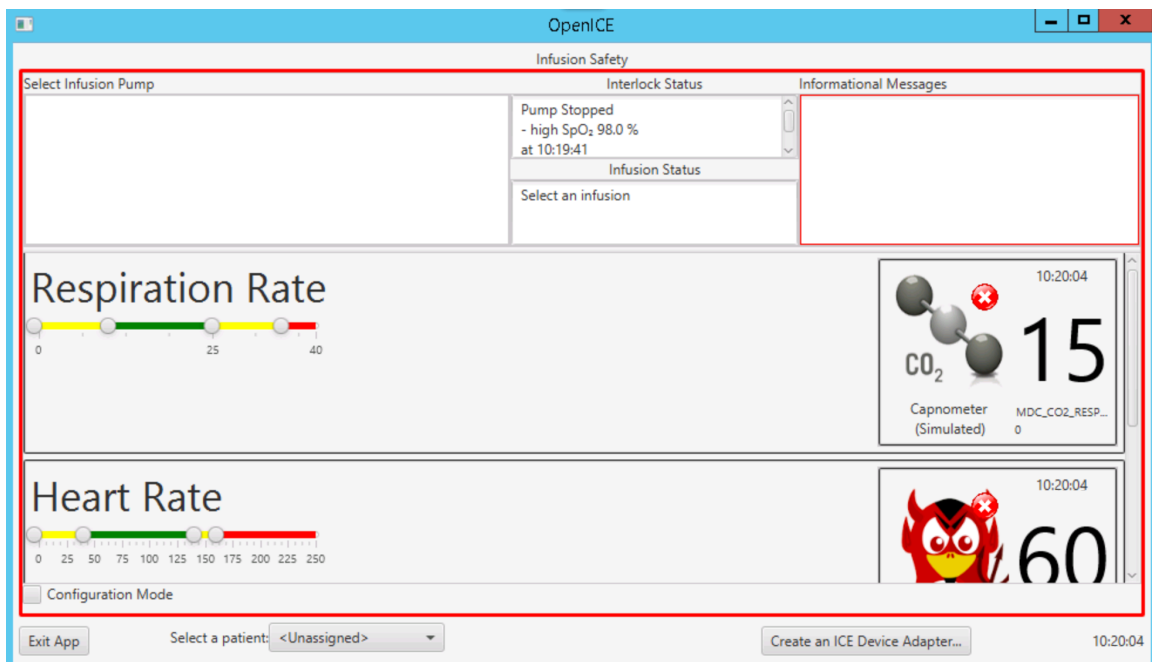 OpenICE
Infusion Safety
Select Infusion Pump
Interlock Status
Informational Messages
Pump Stopped
- high SpO₂ 98.0 %
at 10:19:41
Infusion Status
Select an infusion
Respiration Rate
0 25 40
10:20:04
CO₂
15
Capnometer
(Simulated)
MDC_CO2_RESP...
0
Heart Rate
0 25 50 75 100 125 150 175 200 225 250
10:20:04
60
Configuration Mode
Exit App
Select a patient: <Unassigned>
Create an ICE Device Adapter...
10:20:04